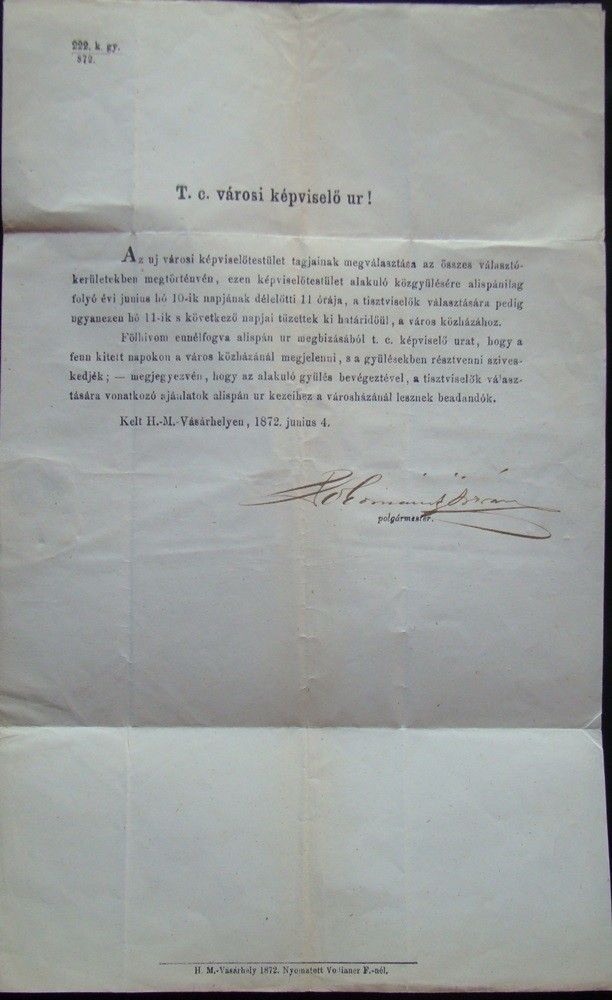 222. k. gy.
872.
T. c. városi képviselő ur!
Az uj városi képviselőtestület tagjainak megválasztása az összes választó-
kerületekben megtörténvén, ezen képviselőtestület alakuló közgyülésére alispánilag
folyó évi junius hó 10-ik napjának délelötti 11 órája, a tisztviselők választására pedig
ugyanezen hó 11-ik s következő napjai tüzettek ki határidőül, a város közházához.
Fölhivom ennélfogva alispán ur megbizásából t. c. képviselő urat, hogy a
fenn kitett napokon a város közházánál megjelenni, s a gyülésekben résztvenni szives-
kedjék; — megjegyezvén, hogy az alakuló gyülés bevégeztével, a tisztviselők válasz-
tására vonatkozó ajánlatok alispán ur kezeihez a városházánál lesznek beadandók.
Kelt H.-M.-Vásárhelyen, 1872. junius 4.
polgármester.
H. M.-Vásárhely 1872. Nyomatott Vodianer F.-nél.